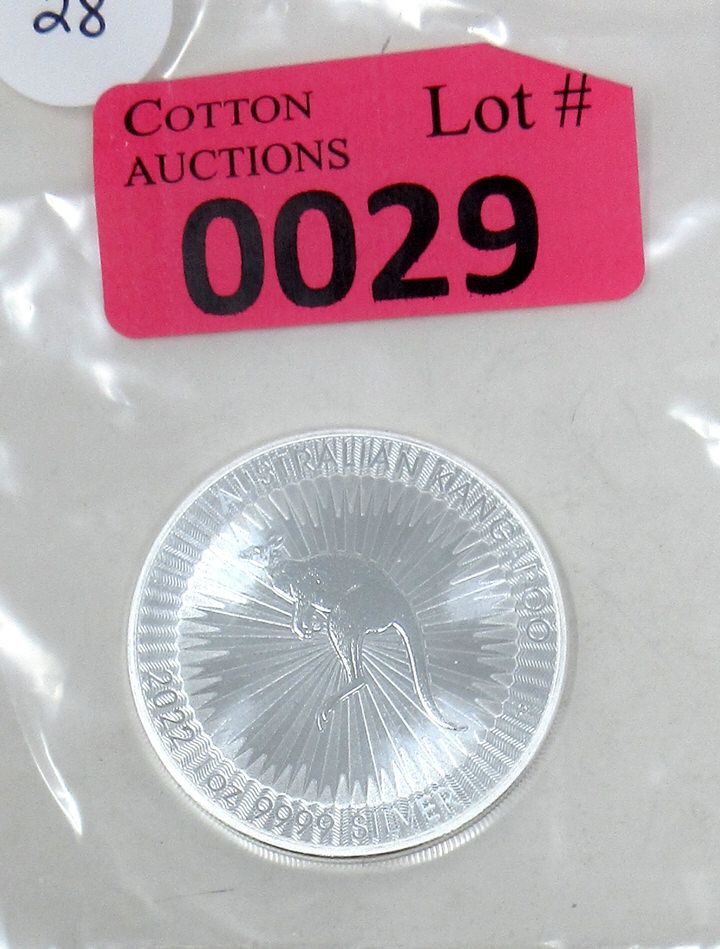 28
COTTON
AUCTIONS
Lot #
0029
AUSTRALIAN KANGAROO
2022 1OZ 9999 SILVER